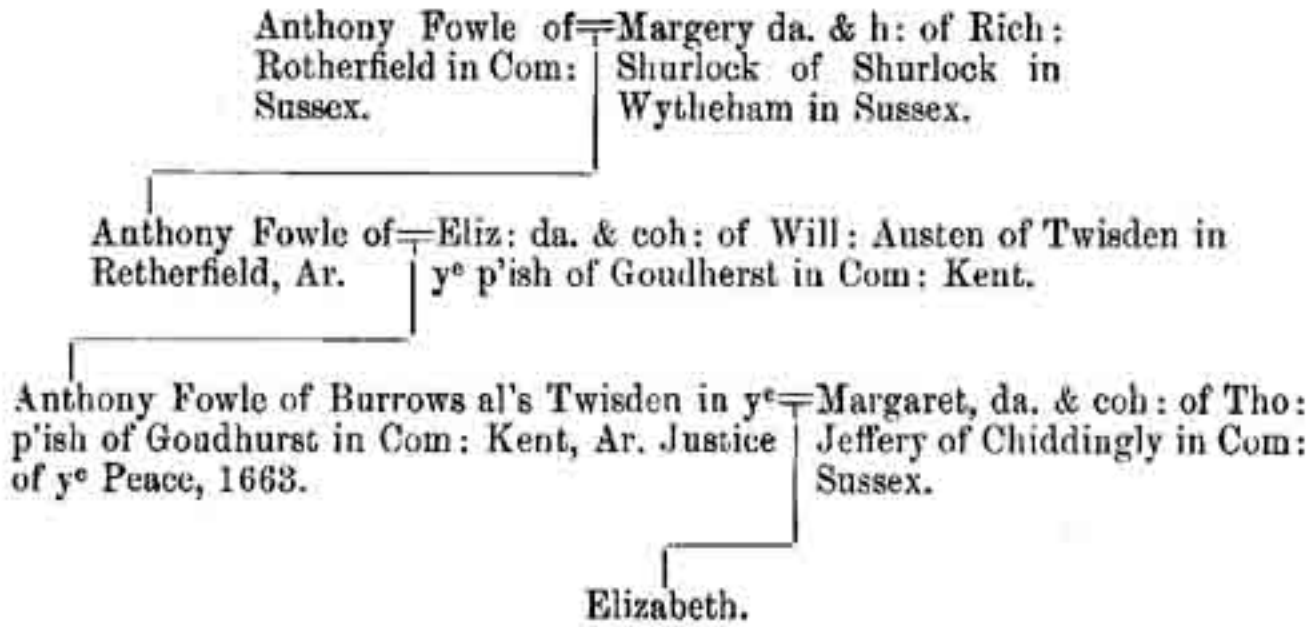 Anthony Fowle of
Rotherfield in Com:
Sussex.
Margery da. & h: of Rich:
Shurlock of Shurlock in
Wytheham in Sussex.
Anthony Fowle of
Retherfield, Ar.
Eliz: da. & coh: of Will: Austen of Twisden in
yᵉ p'ish of Goudherst in Com: Kent.
Anthony Fowle of Burrows al's Twisden in yᵉ
p'ish of Goudhurst in Com: Kent, Ar. Justice
of yᵉ Peace, 1663.
Margaret, da. & coh: of Tho:
Jeffery of Chiddingly in Com:
Sussex.
Elizabeth.